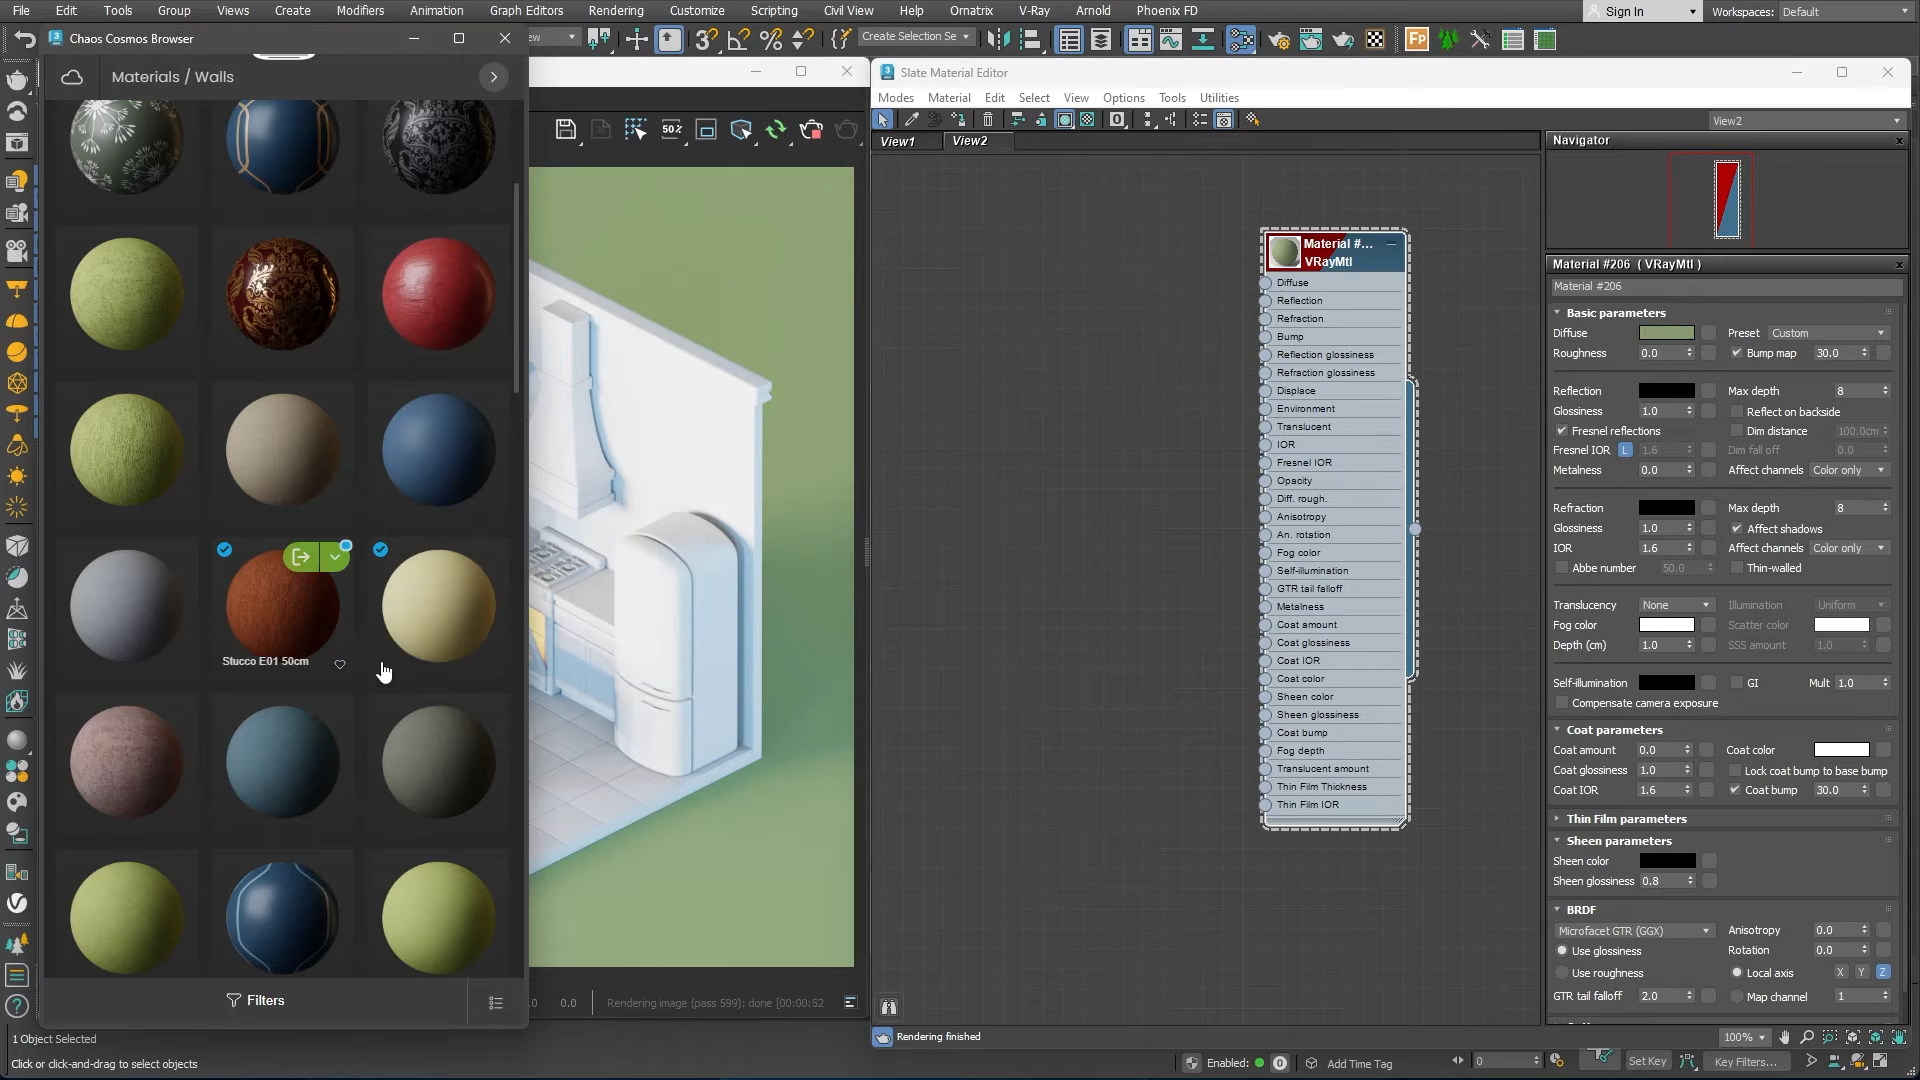 File Edit Tools Group Views Create Modifiers Animation Graph Editors Rendering Customize Scripting Civil View Help Ornatrix V-Ray Arnold Phoenix FD Sign In Workspaces: Default
Chaos Cosmos Browser
ew
Create Selection Se
Materials / Walls
Slate Material Editor
Modes Material Edit Select View Options Tools Utilities
View2
View1 View2
Navigator
Material #...
VRayMtl
Diffuse
Reflection
Refraction
Bump
Reflection glossiness
Refraction glossiness
Displace
Environment
Translucent
IOR
Fresnel IOR
Opacity
Diff. rough.
Anisotropy
An. rotation
Fog color
Self-illumination
GTR tail falloff
Metalness
Coat amount
Coat glossiness
Coat IOR
Coat color
Sheen color
Sheen glossiness
Coat bump
Fog depth
Translucent amount
Thin Film Thickness
Thin Film IOR
Material #206 ( VRayMtl )
Material #206
Basic parameters
Diffuse Preset Custom
Roughness 0.0 Bump map 30.0
Reflection Max depth 8
Glossiness 1.0 Reflect on backside
Fresnel reflections Dim distance 100.0cm
Fresnel IOR L 1.6 Dim fall off 0.0
Metalness 0.0 Affect channels Color only
Refraction Max depth 8
Glossiness 1.0 Affect shadows
IOR 1.6 Affect channels Color only
Abbe number 50.0 Thin-walled
Translucency None Illumination Uniform
Fog color Scatter color
Depth (cm) 1.0 SSS amount 1.0
Self-illumination GI Mult 1.0
Compensate camera exposure
Coat parameters
Coat amount 0.0 Coat color
Coat glossiness 1.0 Lock coat bump to base bump
Coat IOR 1.6 Coat bump 30.0
Thin Film parameters
Sheen parameters
Sheen color
Sheen glossiness 0.8
BRDF
Microfacet GTR (GGX) Anisotropy 0.0
Use glossiness Rotation 0.0
Use roughness Local axis X Y Z
GTR tail falloff 2.0 Map channel 1
Stucco E01 50cm
Filters
.0 0.0 Rendering image (pass 599): done [00:00:52
Rendering finished
100%
1 Object Selected
Click or click-and-drag to select objects
Enabled: 0 Add Time Tag
0 Set Key Key Filters...